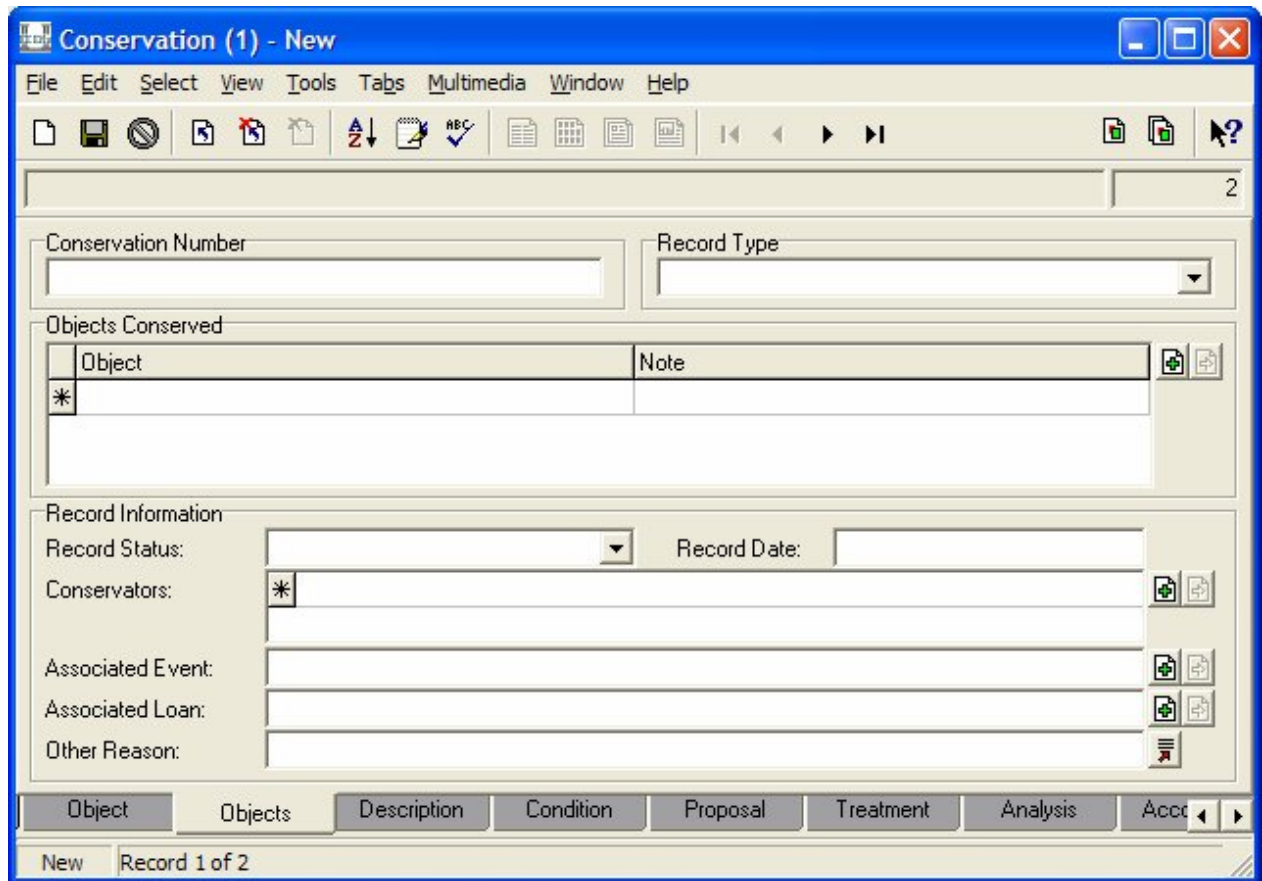 Conservation (1) - New
File Edit Select View Tools Tabs Multimedia Window Help
2
Conservation Number Record Type
Objects Conserved
Object Note
Record Information
Record Status: Record Date:
Conservators:
Associated Event:
Associated Loan:
Other Reason:
Object Objects Description Condition Proposal Treatment Analysis Acco
New Record 1 of 2